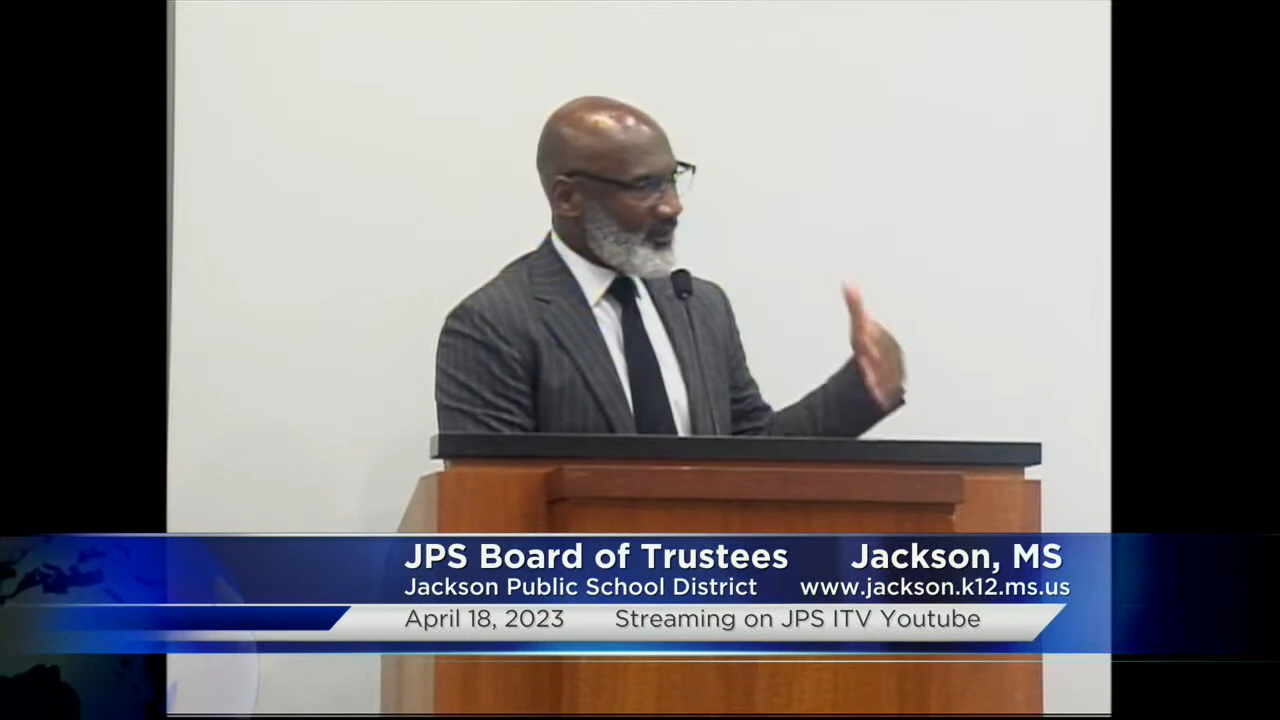 JPS Board of Trustees Jackson, MS
Jackson Public School District www.jackson.k12.ms.us
April 18, 2023 Streaming on JPS ITV Youtube